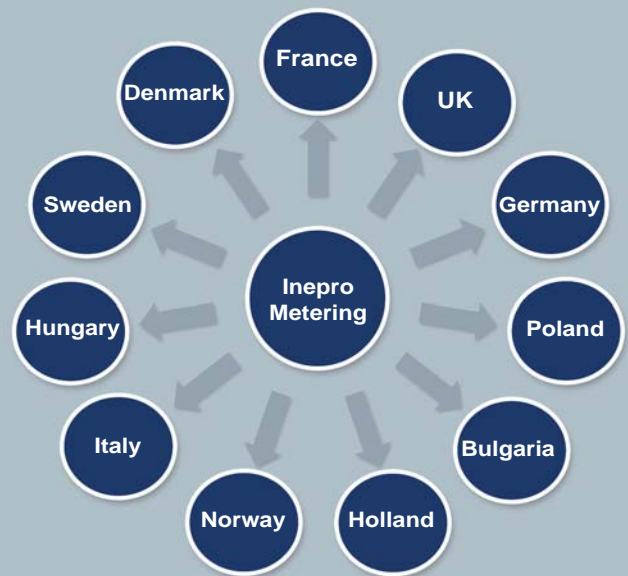 France
UK
Germany
Poland
Bulgaria
Holland
Norway
Italy
Hungary
Sweden
Denmark
Inepro
Metering